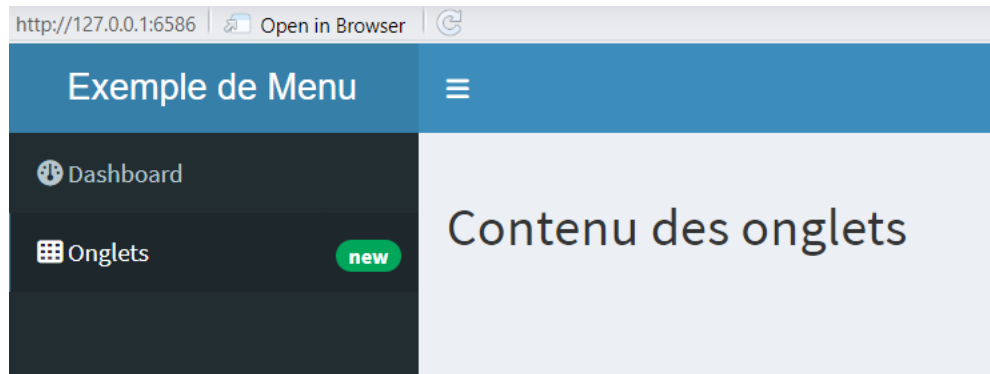 http://127.0.0.1:6586 Open in Browser
Exemple de Menu
Dashboard
Onglets new
Contenu des onglets